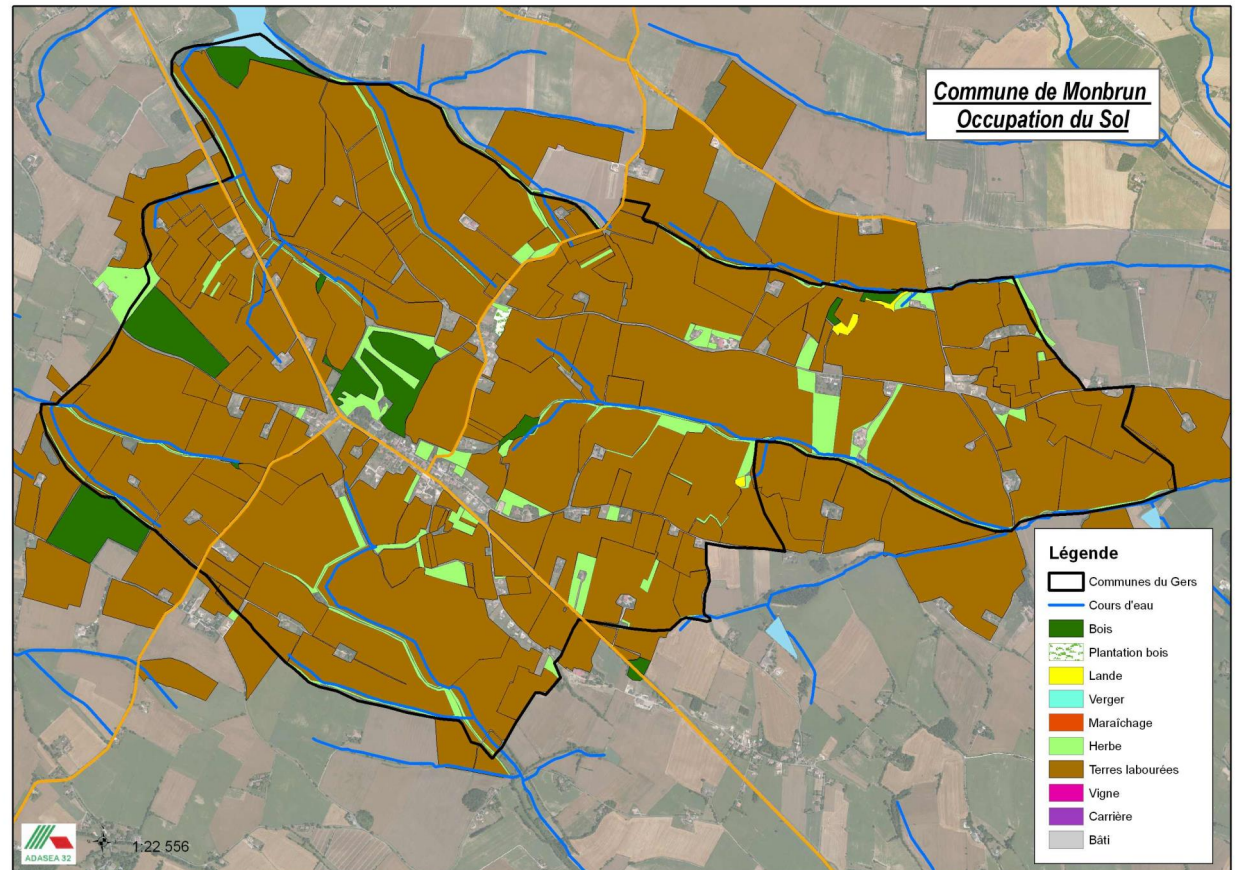 Commune de Monbrun
Occupation du Sol
Légende
Communes du Gers
Cours d'eau
Bois
Plantation bois
Lande
Verger
Maraîchage
Herbe
Terres labourées
Vigne
Carrière
Bâti
ADASEA 32
1:22 556